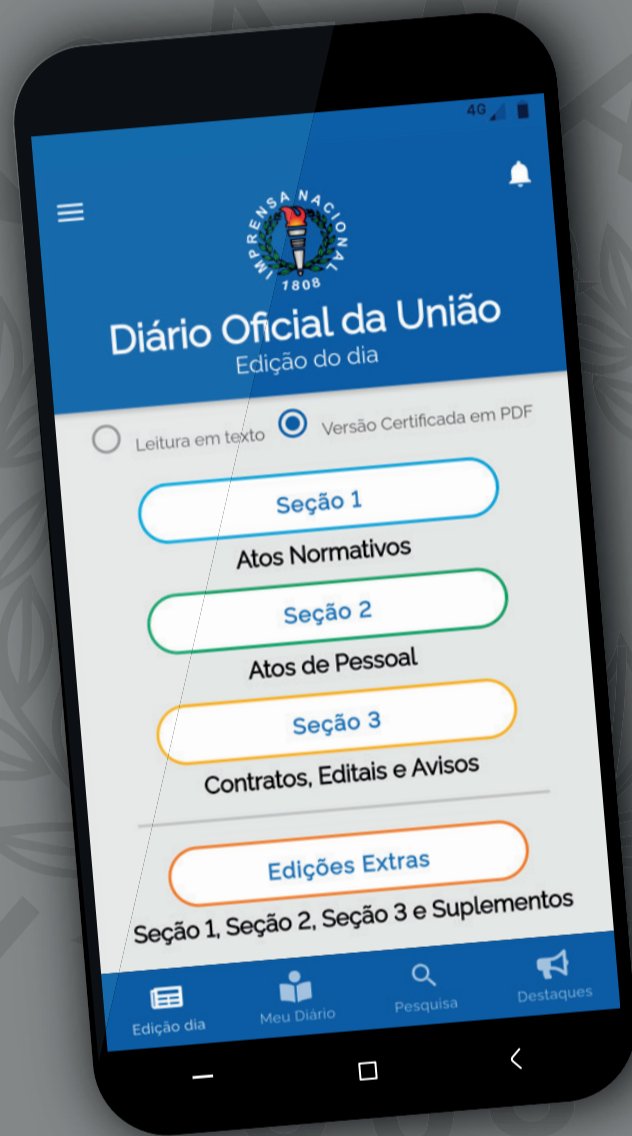 4G
IMPRENSA NACIONAL
1808
Diário Oficial da União
Edição do dia
Leitura em texto Versão Certificada em PDF
Seção 1
Atos Normativos
Seção 2
Atos de Pessoal
Seção 3
Contratos, Editais e Avisos
Edições Extras
Seção 1, Seção 2, Seção 3 e Suplementos
Edição dia Meu Diário Pesquisa Destaques